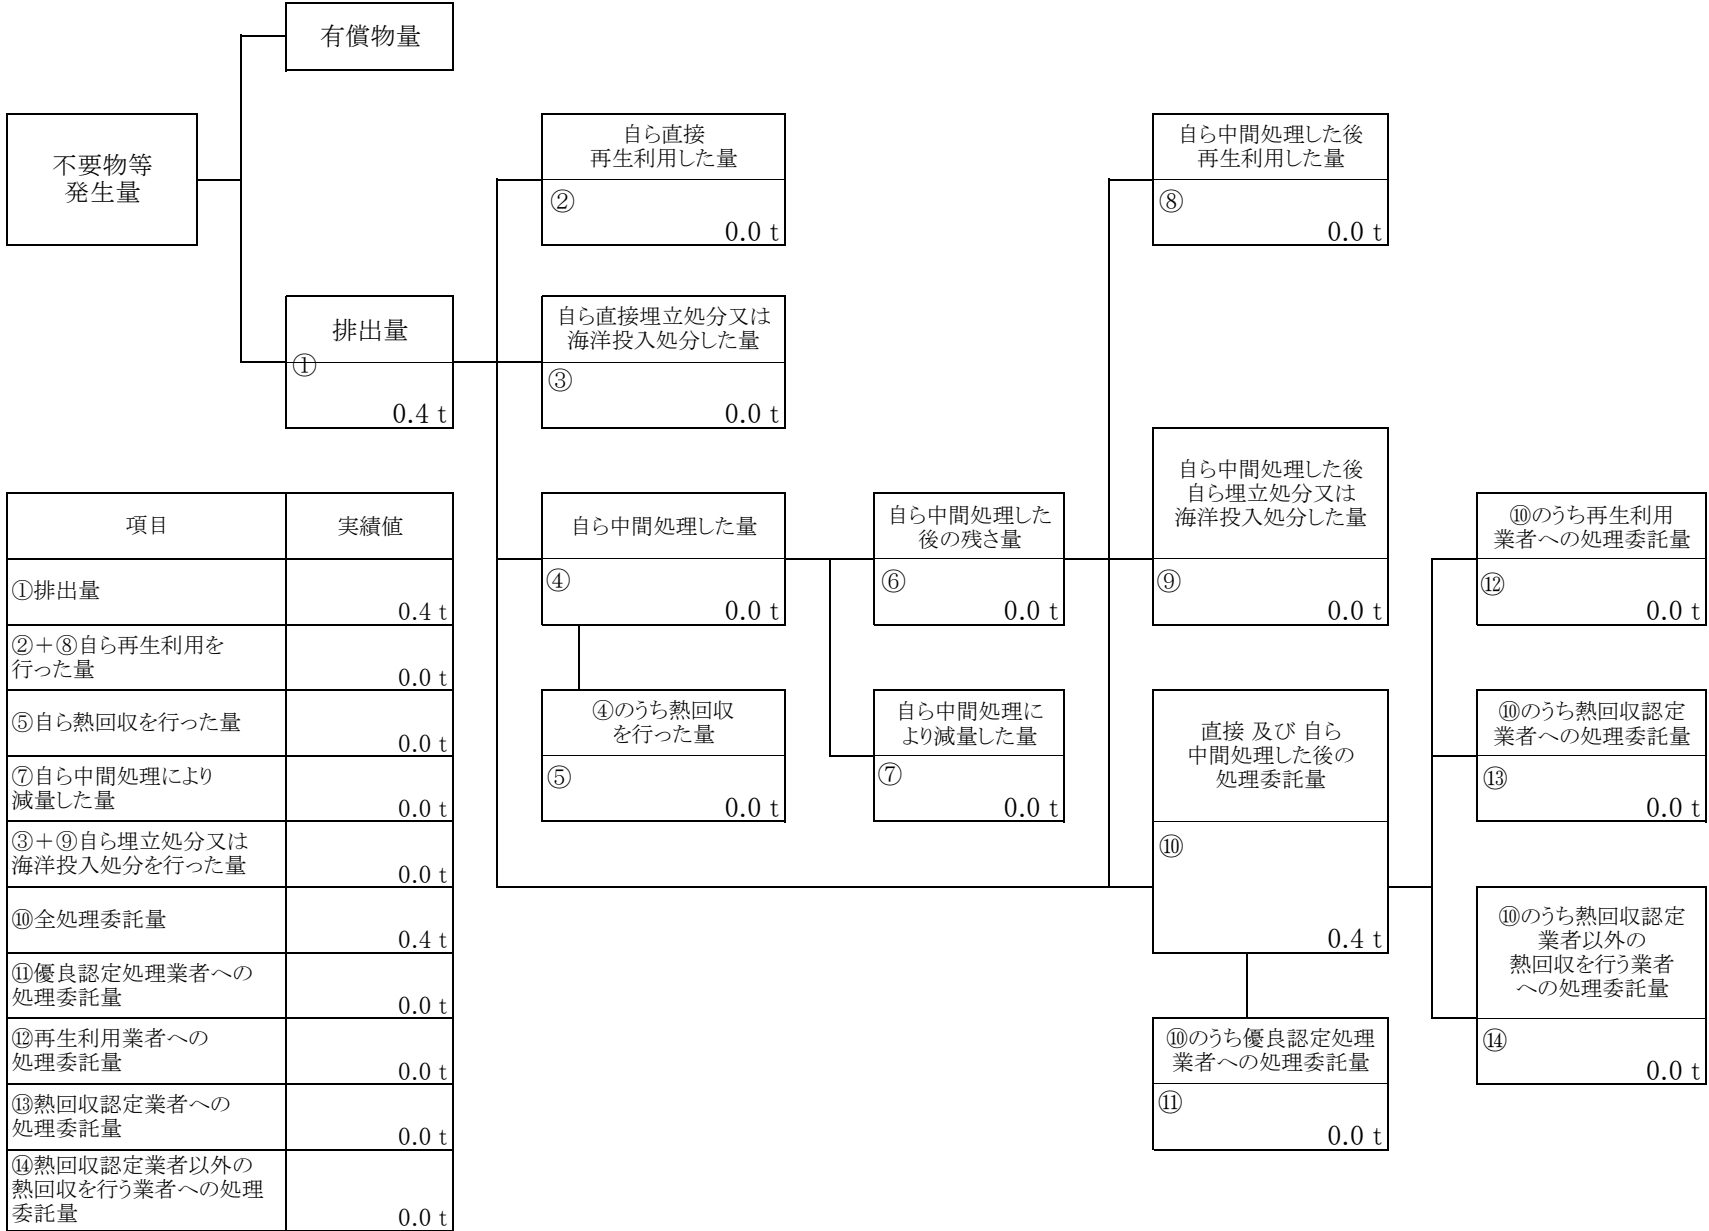 有償物量
不要物等
発生量
自ら直接
再生利用した量
②
0.0 t
自ら中間処理した後
再生利用した量
⑧
0.0 t
排出量
①
0.4 t
自ら直接埋立処分又は
海洋投入処分した量
③
0.0 t
自ら中間処理した量
④
0.0 t
自ら中間処理した
後の残さ量
⑥
0.0 t
自ら中間処理した後
自ら埋立処分又は
海洋投入処分した量
⑨
0.0 t
⑩のうち再生利用
業者への処理委託量
⑫
0.0 t
④のうち熱回収
を行った量
⑤
0.0 t
自ら中間処理に
より減量した量
⑦
0.0 t
直接 及び 自ら
中間処理した後の
処理委託量
⑩
0.4 t
⑩のうち熱回収認定
業者への処理委託量
⑬
0.0 t
⑩のうち熱回収認定
業者以外の
熱回収を行う業者
への処理委託量
⑭
0.0 t
⑩のうち優良認定処理
業者への処理委託量
⑪
0.0 t
項目 実績値
①排出量
0.4 t
②＋⑧自ら再生利用を
行った量
0.0 t
⑤自ら熱回収を行った量
0.0 t
⑦自ら中間処理により
減量した量
0.0 t
③＋⑨自ら埋立処分又は
海洋投入処分を行った量
0.0 t
⑩全処理委託量
0.4 t
⑪優良認定処理業者への
処理委託量
0.0 t
⑫再生利用業者への
処理委託量
0.0 t
⑬熱回収認定業者への
処理委託量
0.0 t
⑭熱回収認定業者以外の
熱回収を行う業者への処理
委託量
0.0 t